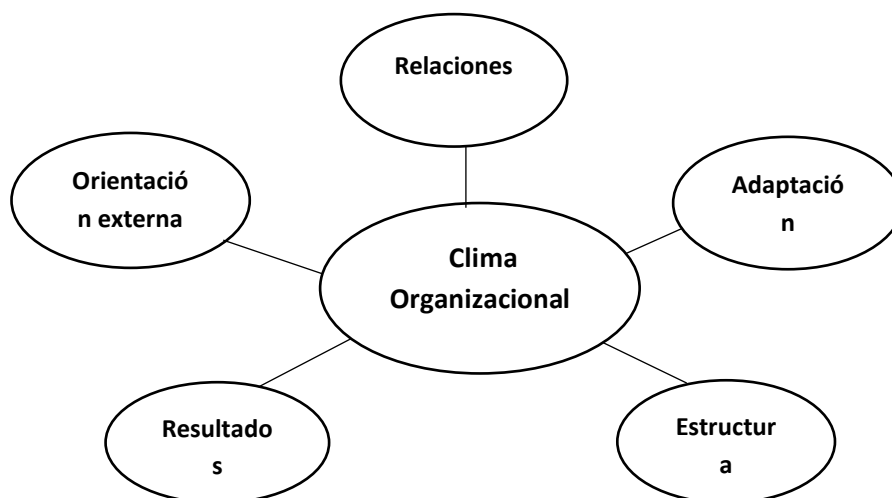 Relaciones
Orientació
n externa
Adaptació
n
Clima
Organizacional
Resultado
s
Estructur
a